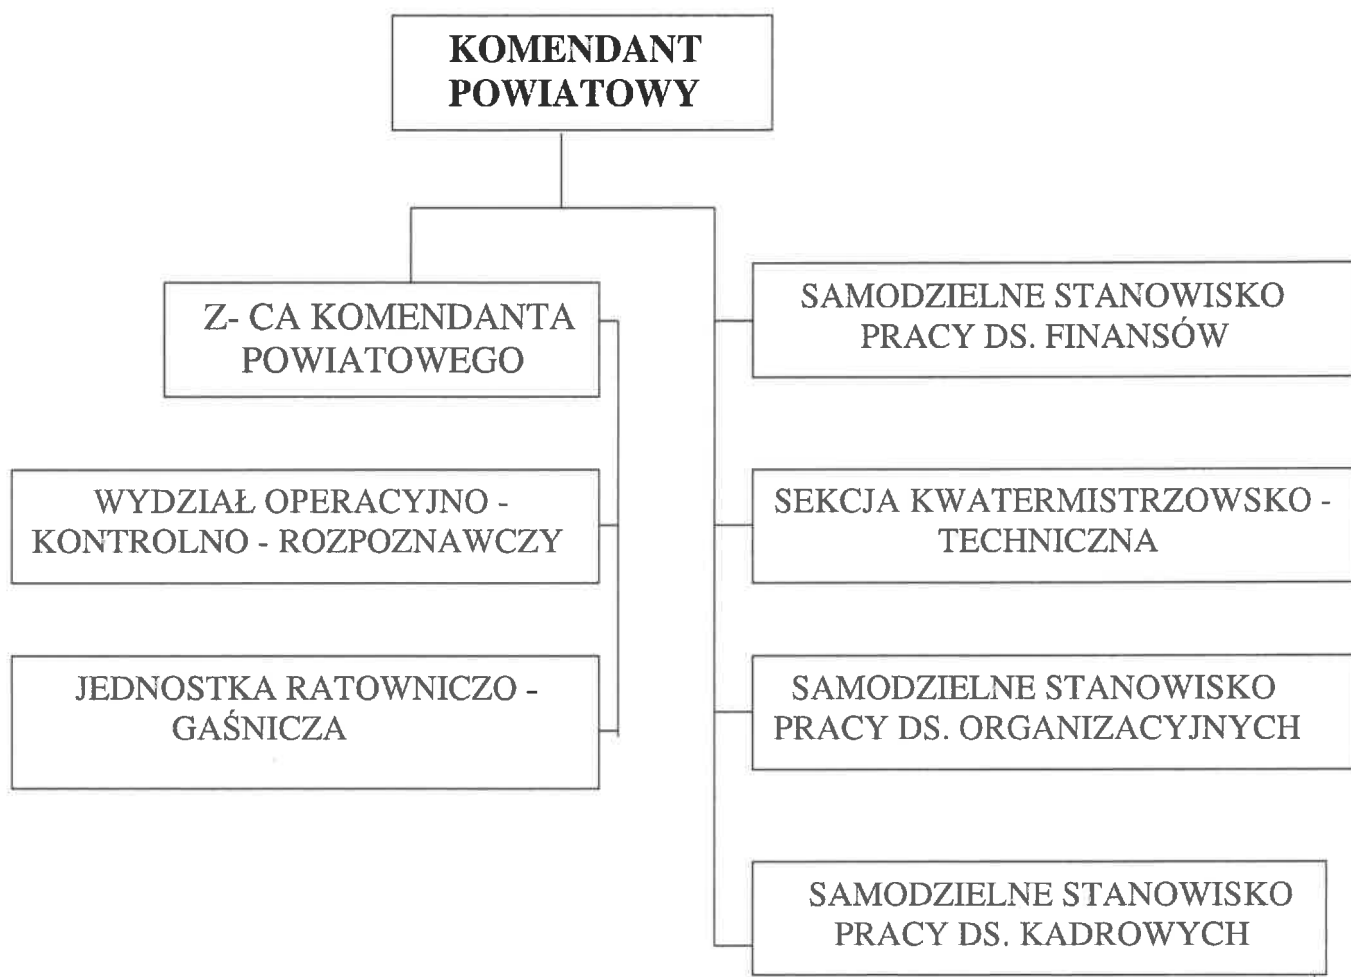 KOMENDANT
POWIATOWY
Z- CA KOMENDANTA
POWIATOWEGO
WYDZIAŁ OPERACYJNO -
KONTROLNO - ROZPOZNAWCZY
JEDNOSTKA RATOWNICZO -
GAŚNICZA
SAMODZIELNE STANOWISKO
PRACY DS. FINANSÓW
SEKCJA KWATERMISTRZOWSKO -
TECHNICZNA
SAMODZIELNE STANOWISKO
PRACY DS. ORGANIZACYJNYCH
SAMODZIELNE STANOWISKO
PRACY DS. KADROWYCH